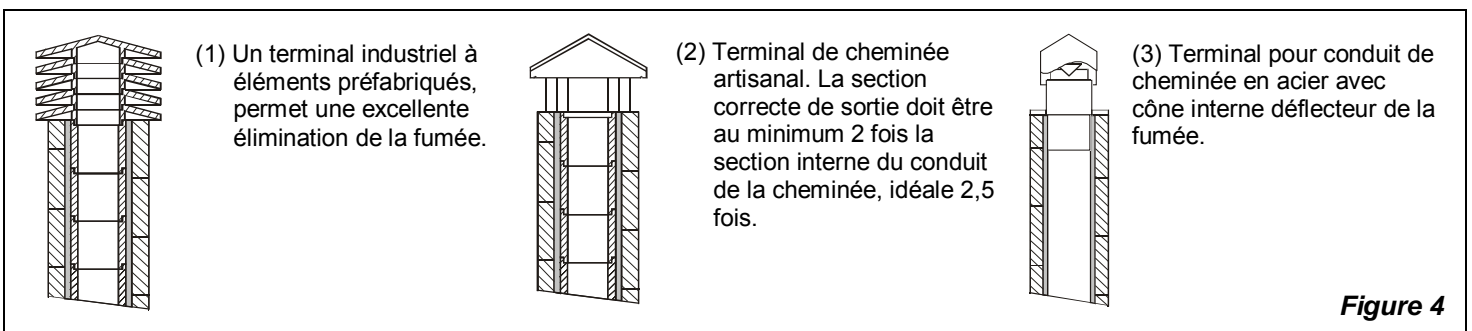 (1) Un terminal industriel à
éléments préfabriqués,
permet une excellente
élimination de la fumée.
(2) Terminal de cheminée
artisanal. La section
correcte de sortie doit être
au minimum 2 fois la
section interne du conduit
de la cheminée, idéale 2,5
fois.
(3) Terminal pour conduit de
cheminée en acier avec
cône interne déflecteur de la
fumée.
Figure 4